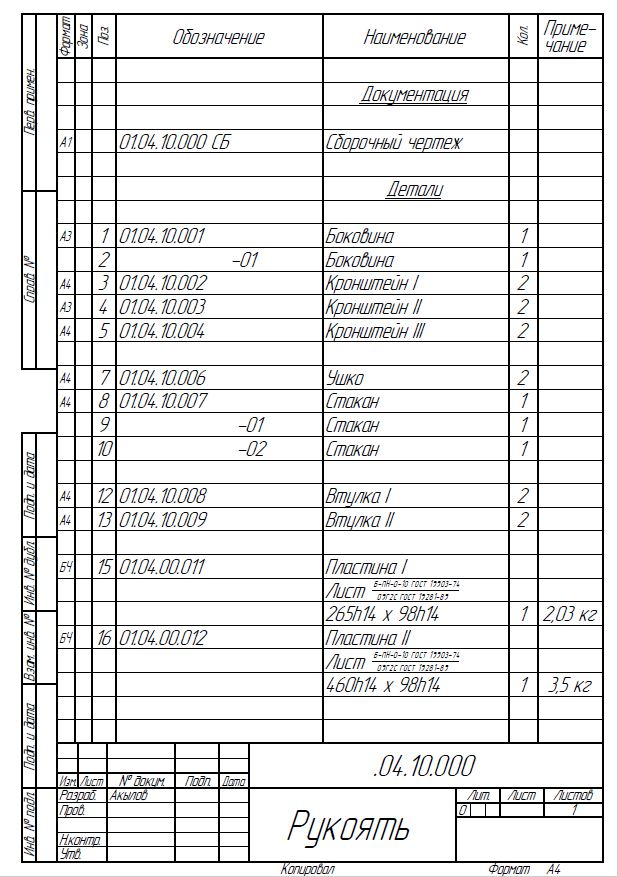 Формат Зона Поз. Обозначение Наименование Кол. Приме-
чание
Документация
А1 01.04.10.000 СБ Сборочный чертеж
Детали
А3 1 01.04.10.001 Боковина 1
2 -01 Боковина 1
А4 3 01.04.10.002 Кронштейн I 2
А3 4 01.04.10.003 Кронштейн II 2
А4 5 01.04.10.004 Кронштейн III 2
А4 7 01.04.10.006 Ушко 2
А4 8 01.04.10.007 Стакан 1
9 -01 Стакан 1
10 -02 Стакан 1
А4 12 01.04.10.008 Втулка I 2
А4 13 01.04.10.009 Втулка II 2
БЧ 15 01.04.00.011 Пластина I
Б-ПН-О-10 ГОСТ 19903-74
Лист
09Г2С ГОСТ 19281-89
265h14 x 98h14 1 2,03 кг
БЧ 16 01.04.00.012 Пластина II
Б-ПН-О-10 ГОСТ 19903-74
Лист
09Г2С ГОСТ 19281-89
460h14 x 98h14 1 3,5 кг
Перв. примен.
Справ. №
Подп. и дата
Инв. № дубл.
Взам. инв. №
Подп. и дата
Инв. № подл.
.04.10.000
Изм. Лист № докум. Подп. Дата
Разраб. Акылов
Пров.
Н.контр.
Утв.
Рукоять
Лит. Лист Листов
О 1
Копировал Формат А4